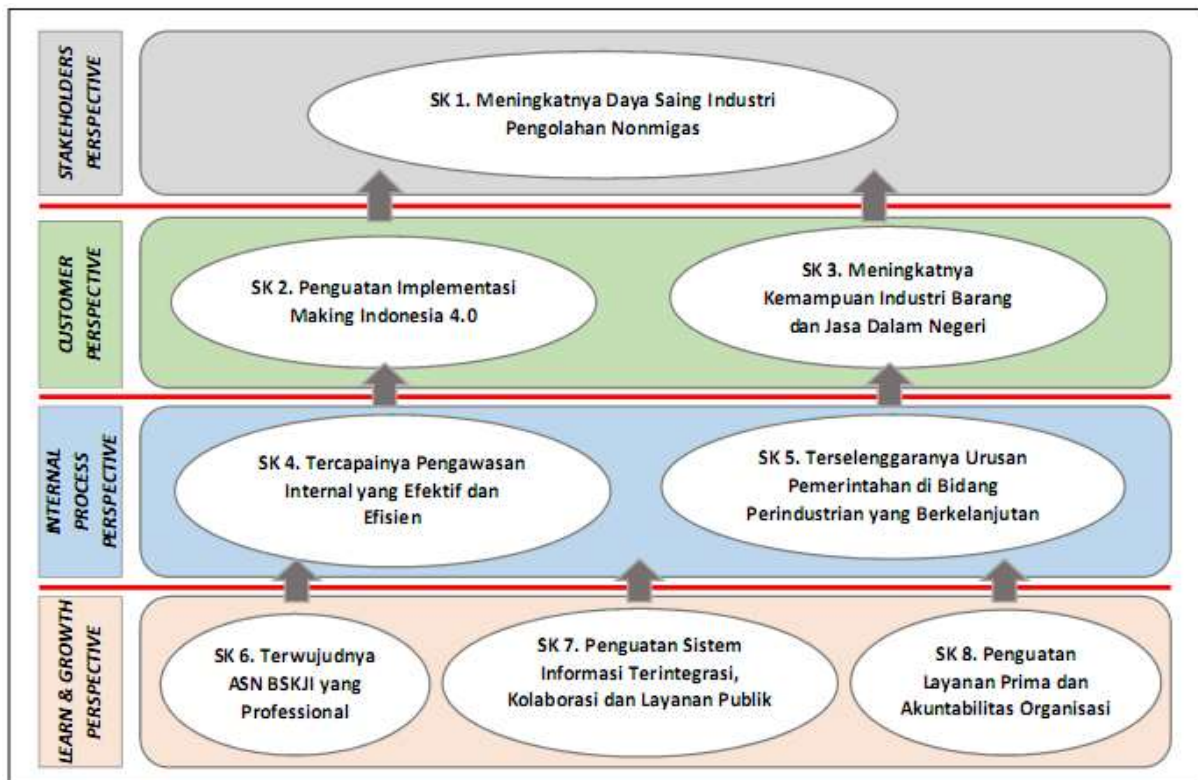 STAKEHOLDERS
PERSPECTIVE
SK 1. Meningkatnya Daya Saing Industri
Pengolahan Nonmigas
CUSTOMER
PERSPECTIVE
SK 2. Penguatan Implementasi
Making Indonesia 4.0
SK 3. Meningkatnya
Kemampuan Industri Barang
dan Jasa Dalam Negeri
INTERNAL
PROCESS
PERSPECTIVE
SK 4. Tercapainya Pengawasan
Internal yang Efektif dan
Efisien
SK 5. Terselenggaranya Urusan
Pemerintahan di Bidang
Perindustrian yang Berkelanjutan
LEARN & GROWTH
PERSPECTIVE
SK 6. Terwujudnya
ASN BSKJI yang
Professional
SK 7. Penguatan Sistem
Informasi Terintegrasi,
Kolaborasi dan Layanan Publik
SK 8. Penguatan
Layanan Prima dan
Akuntabilitas Organisasi